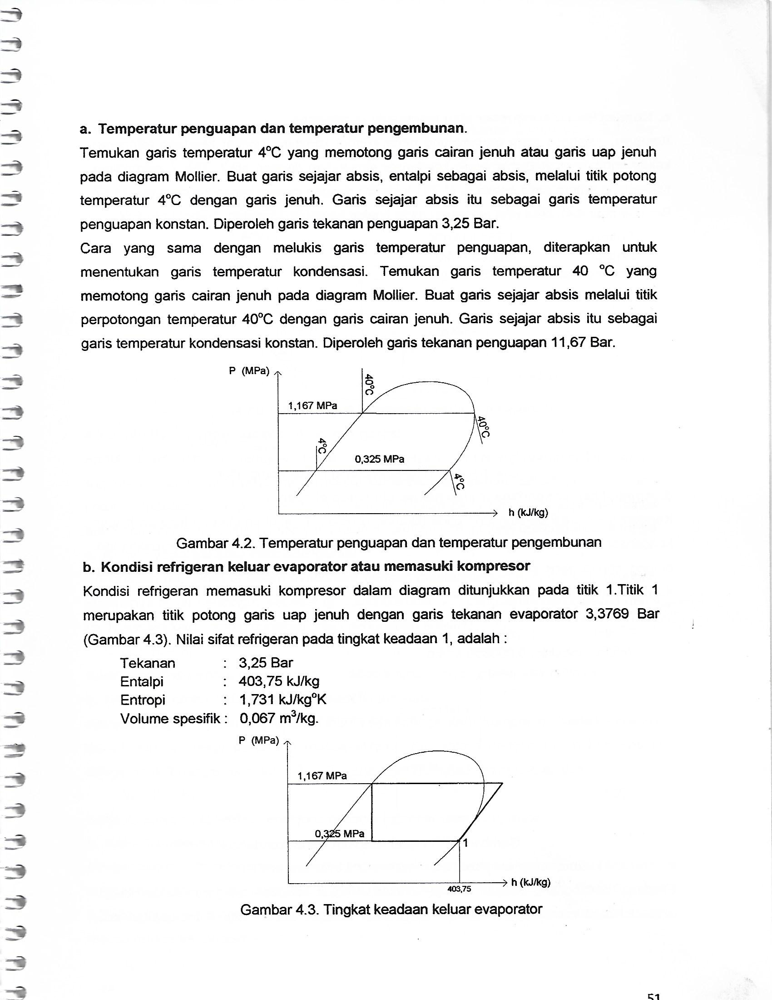 a. Temperatur penguapan dan temperatur pengembunan.
Temukan garis temperatur 4°C yang memotong garis cairan jenuh atau garis uap jenuh
pada diagram Mollier. Buat garis sejajar absis, entalpi sebagai absis, melalui titik potong
temperatur 4°C dengan garis jenuh. Garis sejajar absis itu sebagai garis temperatur
penguapan konstan. Diperoleh garis tekanan penguapan 3,25 Bar.
Cara yang sama dengan melukis garis temperatur penguapan, diterapkan untuk
menentukan garis temperatur kondensasi. Temukan garis temperatur 40 °C yang
memotong garis cairan jenuh pada diagram Mollier. Buat garis sejajar absis melalui titik
perpotongan temperatur 40°C dengan garis cairan jenuh. Garis sejajar absis itu sebagai
garis temperatur kondensasi konstan. Diperoleh garis tekanan penguapan 11,67 Bar.
P (MPa)
40°C
1,167 MPa
40°C
4°C
0,325 MPa
4°C
h (kJ/kg)
Gambar 4.2. Temperatur penguapan dan temperatur pengembunan
b. Kondisi refrigeran keluar evaporator atau memasuki kompresor
Kondisi refrigeran memasuki kompresor dalam diagram ditunjukkan pada titik 1.Titik 1
merupakan titik potong garis uap jenuh dengan garis tekanan evaporator 3,3769 Bar
(Gambar 4.3). Nilai sifat refrigeran pada tingkat keadaan 1, adalah :
Tekanan : 3,25 Bar
Entalpi : 403,75 kJ/kg
Entropi : 1,731 kJ/kg°K
Volume spesifik : 0,067 m³/kg.
P (MPa)
1,167 MPa
0,325 MPa
1
h (kJ/kg)
403,75
Gambar 4.3. Tingkat keadaan keluar evaporator
51